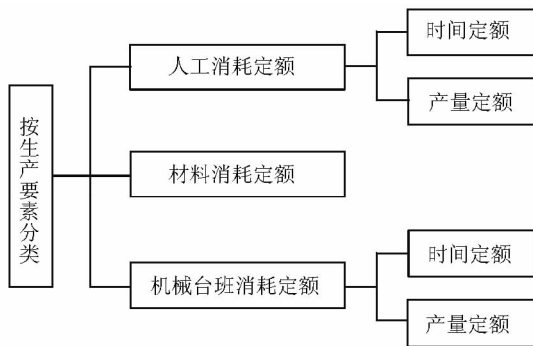 按生产要素分类
人工消耗定额
时间定额
产量定额
材料消耗定额
机械台班消耗定额
时间定额
产量定额